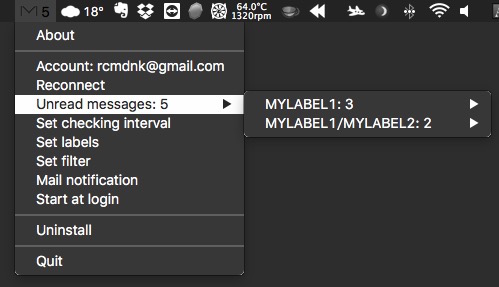 5 18° 64.0°C
1320rpm
About
Account: rcmdnk@gmail.com
Reconnect
Unread messages: 5
MYLABEL1: 3
Set checking interval
MYLABEL1/MYLABEL2: 2
Set labels
Set filter
Mail notification
Start at login
Uninstall
Quit